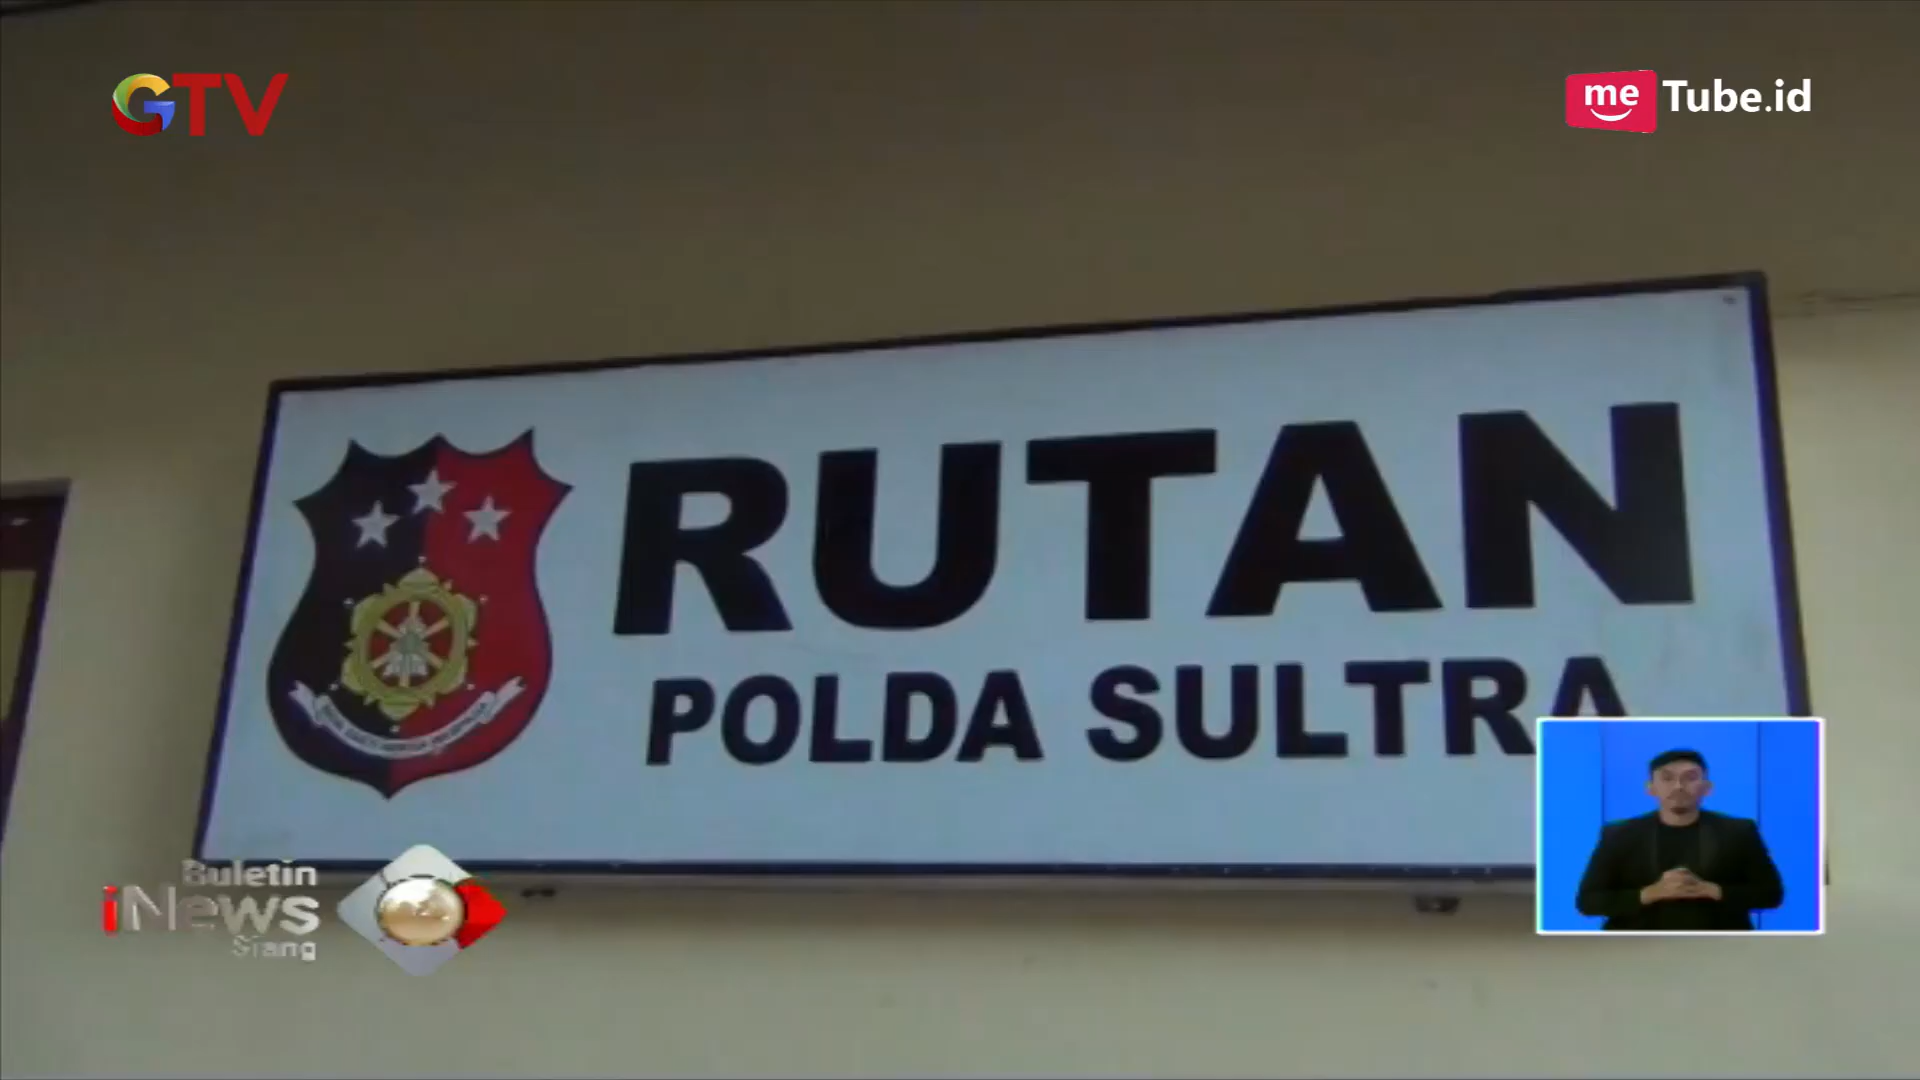 GTV
me Tube.id
RUTAN
POLDA SULTRA
Buletin
iNews
Siang